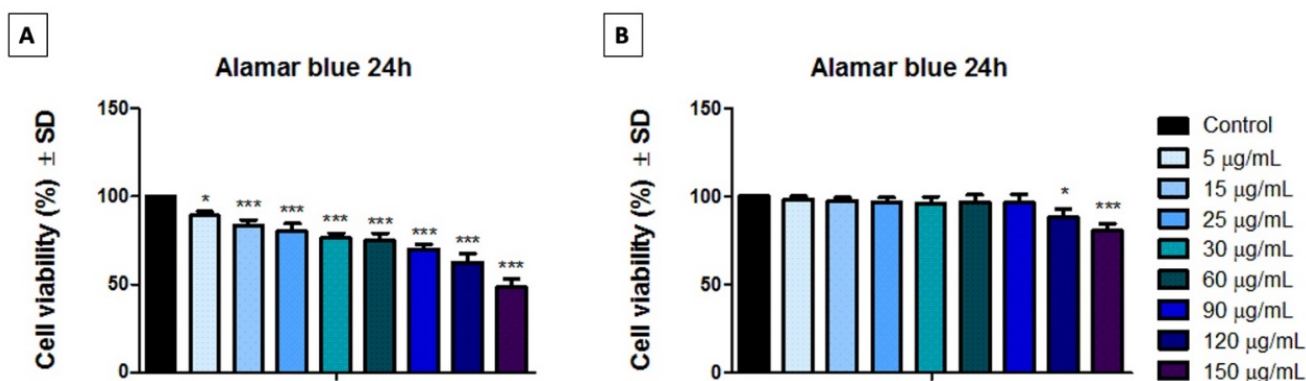 A
Alamar blue 24h
Cell viability (%) ± SD
150
100
50
0
*
***
***
***
***
***
***
***
B
Alamar blue 24h
Cell viability (%) ± SD
150
100
50
0
*
***
Control
5 µg/mL
15 µg/mL
25 µg/mL
30 µg/mL
60 µg/mL
90 µg/mL
120 µg/mL
150 µg/mL